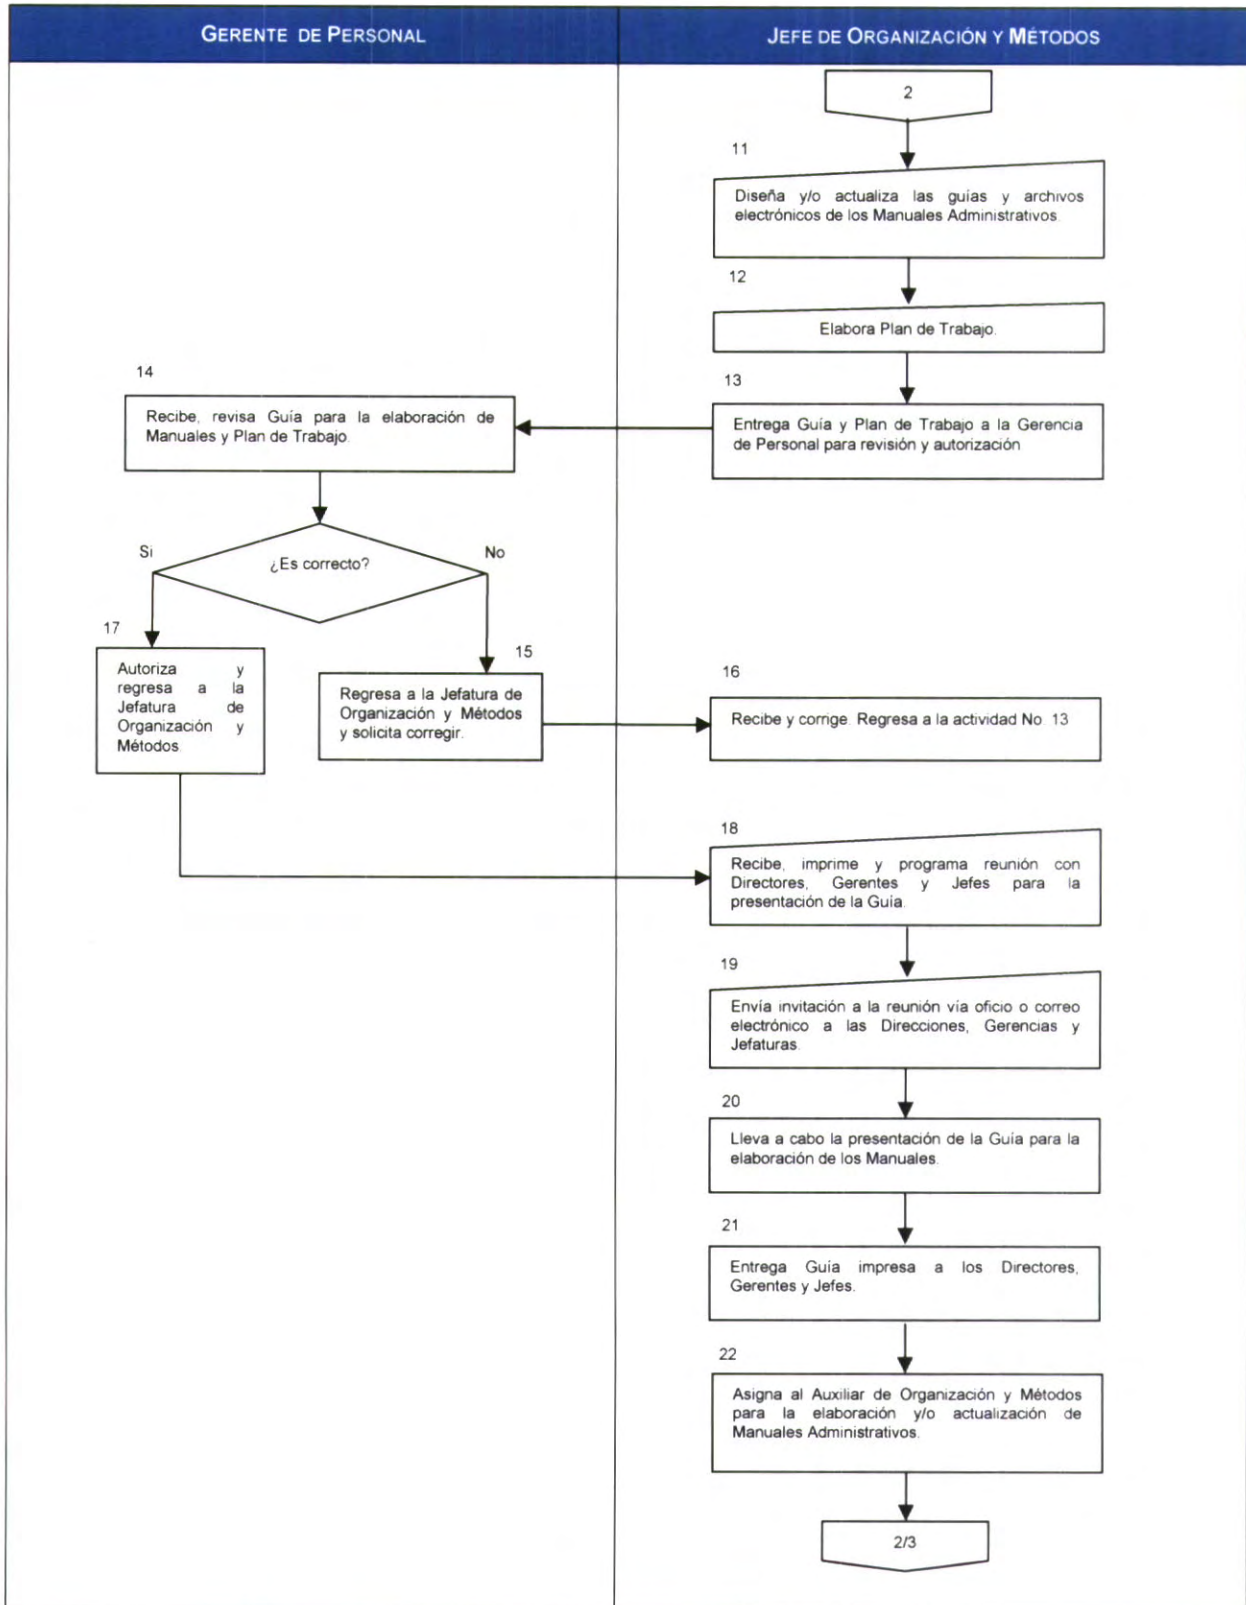 GERENTE DE PERSONAL
JEFE DE ORGANIZACIÓN Y MÉTODOS
2
11
Diseña y/o actualiza las guías y archivos
electrónicos de los Manuales Administrativos
12
Elabora Plan de Trabajo.
13
Entrega Guía y Plan de Trabajo a la Gerencia
de Personal para revisión y autorización
14
Recibe, revisa Guía para la elaboración de
Manuales y Plan de Trabajo.
¿Es correcto?
Si
No
17
Autoriza y
regresa a la
Jefatura de
Organización y
Métodos
15
Regresa a la Jefatura de
Organización y Métodos
y solicita corregir.
16
Recibe y corrige. Regresa a la actividad No. 13
18
Recibe, imprime y programa reunión con
Directores, Gerentes y Jefes para la
presentación de la Guía.
19
Envía invitación a la reunión vía oficio o correo
electrónico a las Direcciones, Gerencias y
Jefaturas.
20
Lleva a cabo la presentación de la Guía para la
elaboración de los Manuales.
21
Entrega Guía impresa a los Directores,
Gerentes y Jefes.
22
Asigna al Auxiliar de Organización y Métodos
para la elaboración y/o actualización de
Manuales Administrativos.
2/3